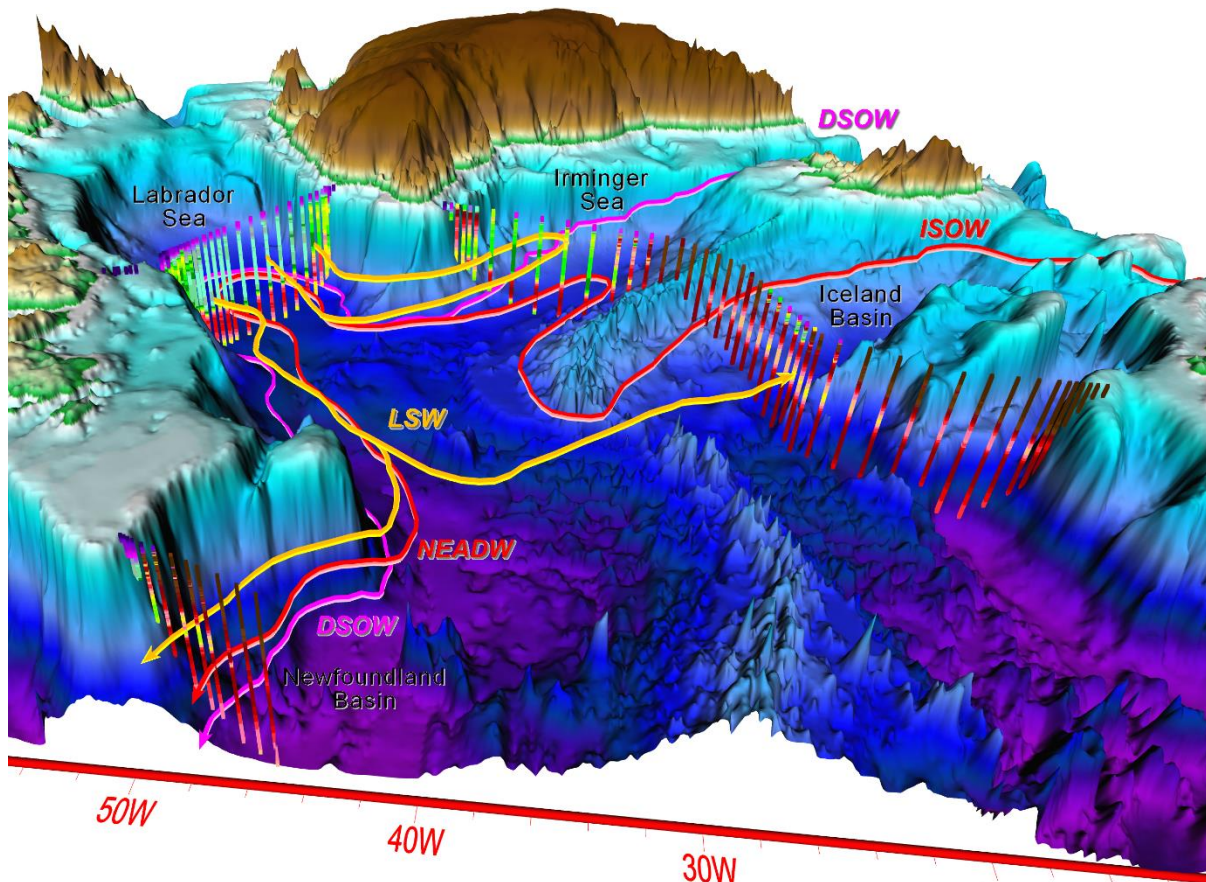 DSOW
Labrador
Sea
Irminger
Sea
ISOW
Iceland
Basin
LSW
NEADW
DSOW
Newfoundland
Basin
50W
40W
30W